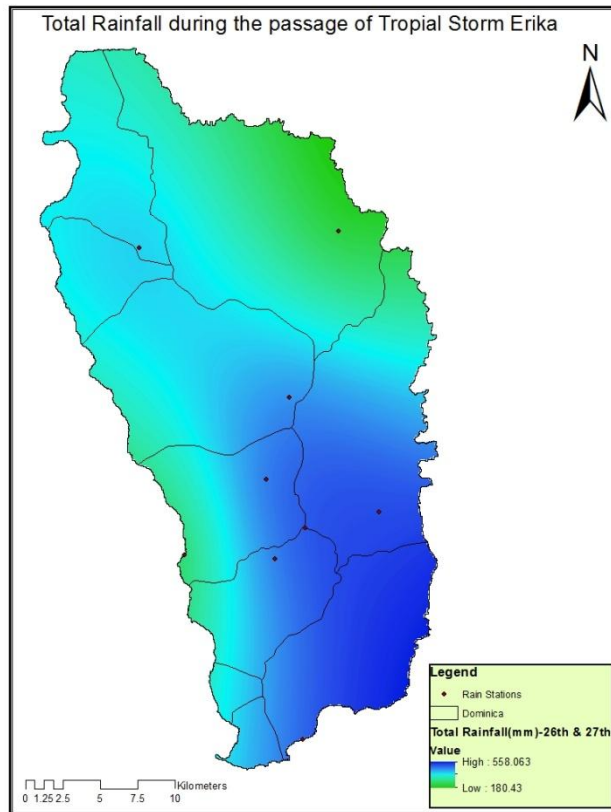 Total Rainfall during the passage of Tropial Storm Erika
N
Legend
Rain Stations
Dominica
Total Rainfall(mm)-26th & 27th
Value
High : 558.063
Low : 180.43
Kilometers
0 1.25 2.5 5 7.5 10